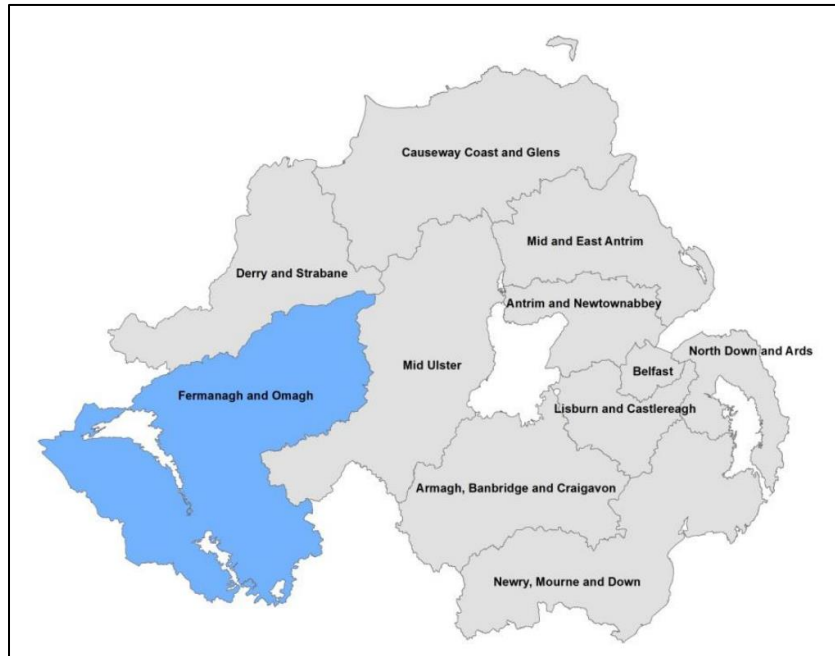 Causeway Coast and Glens
Mid and East Antrim
Derry and Strabane
Antrim and Newtownabbey
North Down and Ards
Mid Ulster
Belfast
Fermanagh and Omagh
Lisburn and Castlereagh
Armagh, Banbridge and Craigavon
Newry, Mourne and Down